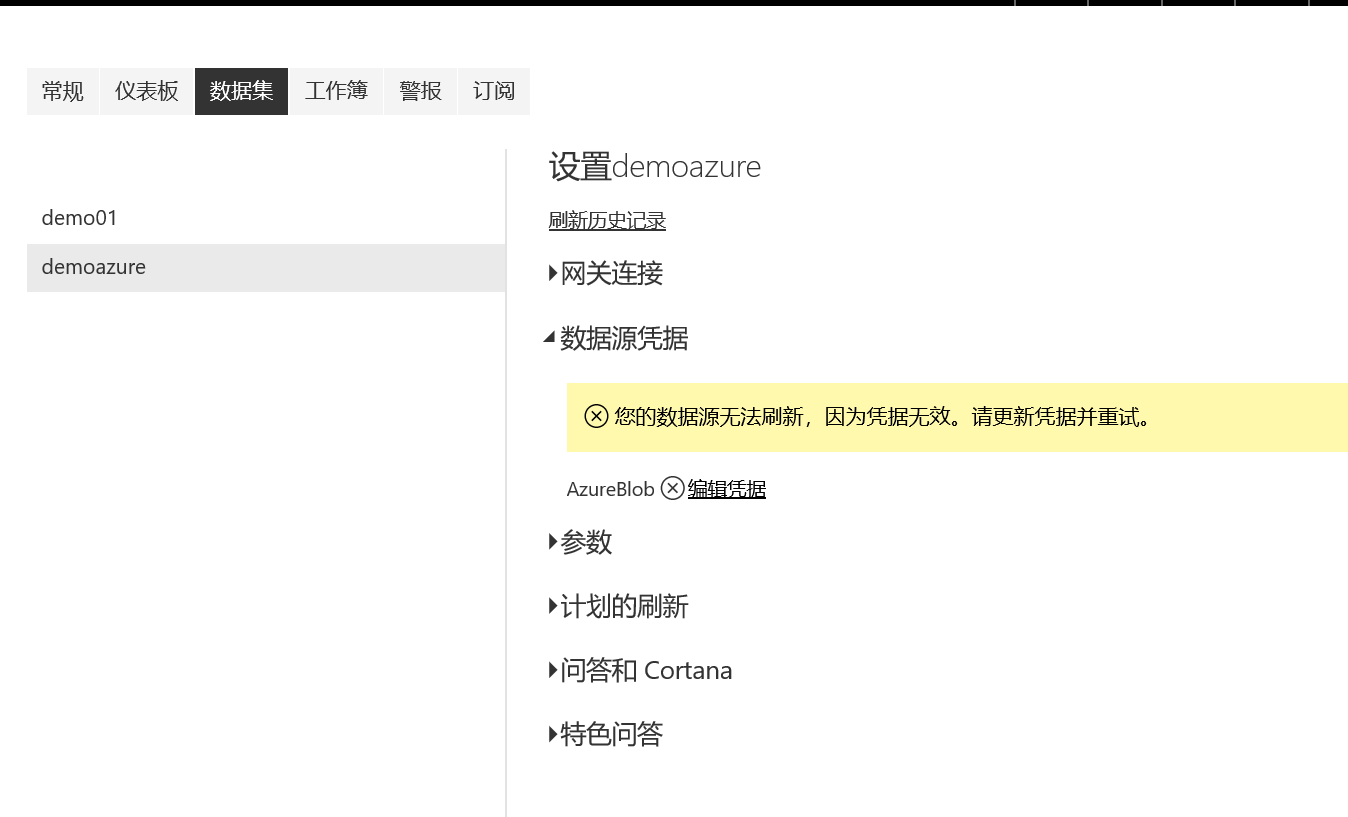 常规 仪表板 数据集 工作簿 警报 订阅
demo01
demoazure
设置demoazure
刷新历史记录
网关连接
数据源凭据
您的数据源无法刷新，因为凭据无效。请更新凭据并重试。
AzureBlob 编辑凭据
参数
计划的刷新
问答和 Cortana
特色问答